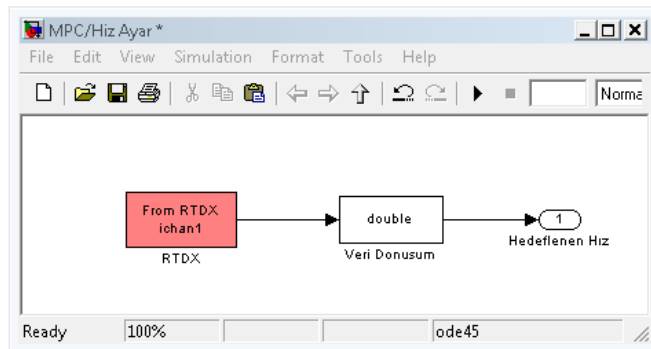 MPC/Hiz Ayar *
File Edit View Simulation Format Tools Help
Norma
From RTDX
ichan1
RTDX
double
Veri Donusum
1
Hedeflenen Hız
Ready 100% ode45